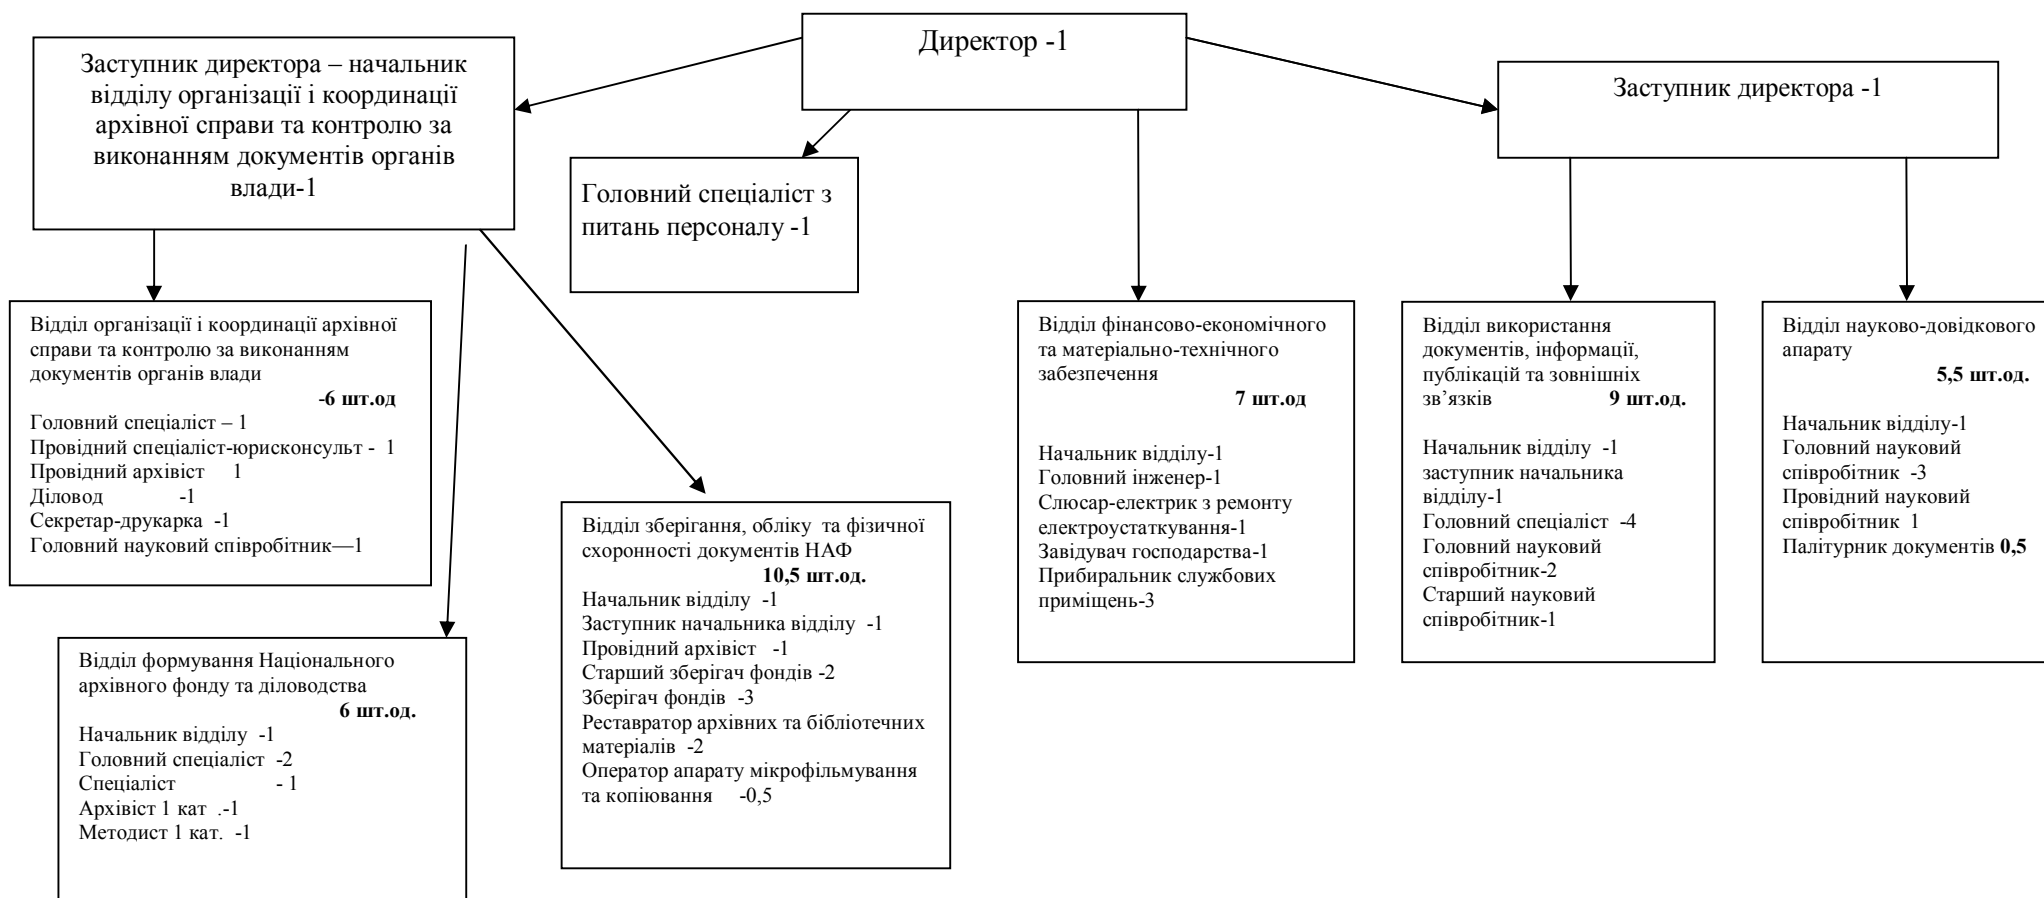 Директор -1
Заступник директора – начальник
відділу організації і координації
архівної справи та контролю за
виконанням документів органів
влади-1
Заступник директора -1
Головний спеціаліст з
питань персоналу -1
Відділ організації і координації архівної
справи та контролю за виконанням
документів органів влади
-6 шт.од
Головний спеціаліст – 1
Провідний спеціаліст-юрисконсульт - 1
Провідний архівіст 1
Діловод -1
Секретар-друкарка -1
Головний науковий співробітник—1
Відділ формування Національного
архівного фонду та діловодства
6 шт.од.
Начальник відділу -1
Головний спеціаліст -2
Спеціаліст - 1
Архівіст 1 кат .-1
Методист 1 кат. -1
Відділ зберігання, обліку та фізичної
схоронності документів НАФ
10,5 шт.од.
Начальник відділу -1
Заступник начальника відділу -1
Провідний архівіст -1
Старший зберігач фондів -2
Зберігач фондів -3
Реставратор архівних та бібліотечних
матеріалів -2
Оператор апарату мікрофільмування
та копіювання -0,5
Відділ фінансово-економічного
та матеріально-технічного
забезпечення
7 шт.од
Начальник відділу-1
Головний інженер-1
Слюсар-електрик з ремонту
електроустаткування-1
Завідувач господарства-1
Прибиральник службових
приміщень-3
Відділ використання
документів, інформації,
публікацій та зовнішніх
зв’язків 9 шт.од.
Начальник відділу -1
заступник начальника
відділу-1
Головний спеціаліст -4
Головний науковий
співробітник-2
Старший науковий
співробітник-1
Відділ науково-довідкового
апарату
5,5 шт.од.
Начальник відділу-1
Головний науковий
співробітник -3
Провідний науковий
співробітник 1
Палітурник документів 0,5